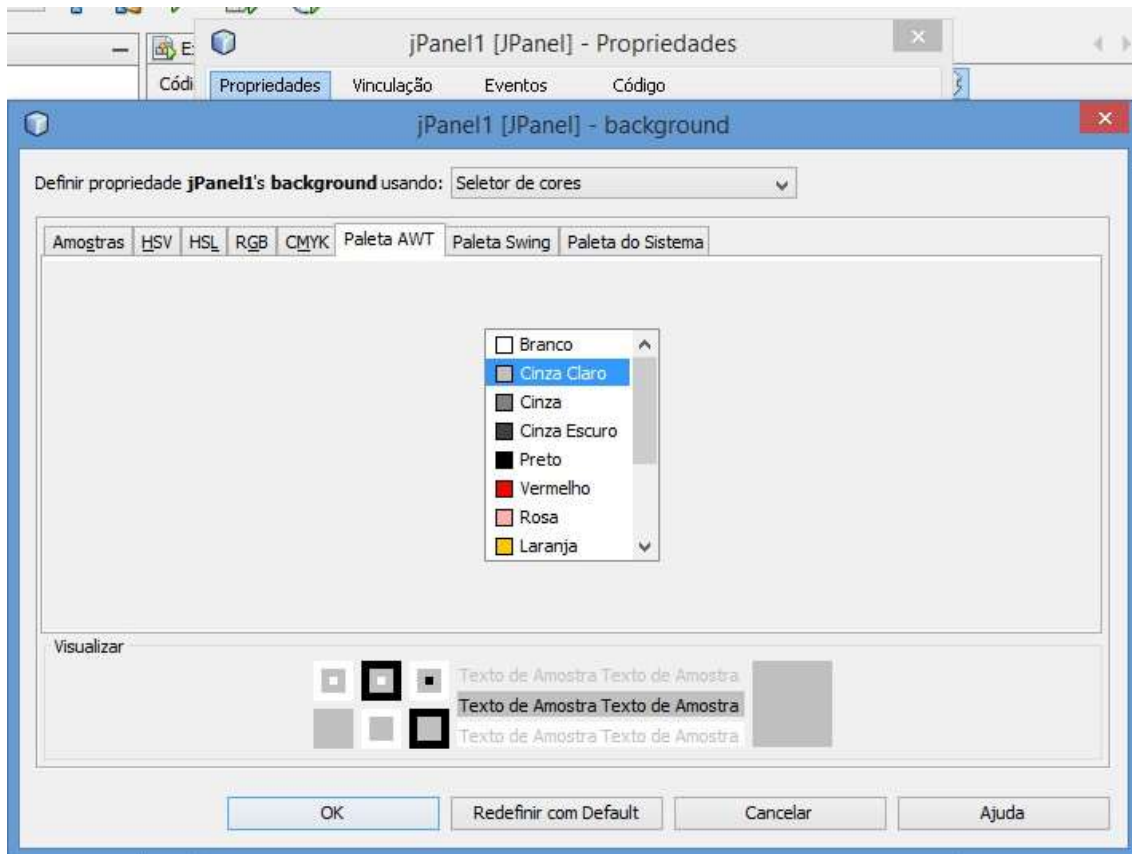 jPanel1 [JPanel] - Propriedades
E:
Códi
Propriedades Vinculação Eventos Código
jPanel1 [JPanel] - background
Definir propriedade jPanel1's background usando: Seletor de cores
Amostras HSV HSL RGB CMYK Paleta AWT Paleta Swing Paleta do Sistema
Branco
Cinza Claro
Cinza
Cinza Escuro
Preto
Vermelho
Rosa
Laranja
Visualizar
Texto de Amostra Texto de Amostra
Texto de Amostra Texto de Amostra
Texto de Amostra Texto de Amostra
OK Redefinir com Default Cancelar Ajuda